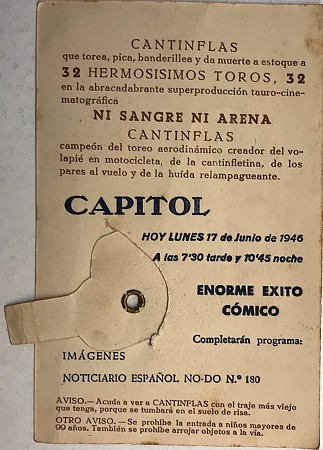 CANTINFLAS
que torea, pica, banderillea y da muerte a estoque a
32 HERMOSISIMOS TOROS, 32
en la abracadabrante superproducción tauro-cine-
matográfica
NI SANGRE NI ARENA
CANTINFLAS
campeón del toreo aerodinámico creador del vo-
lapié en motocicleta, de la cantinfletina, de los
pares al vuelo y de la huída relampagueante.
CAPITOL
HOY LUNES 17 de Junio de 1946
A las 7'30 tarde y 10'45 noche
ENORME EXITO
CÓMICO
Completarán programa:
IMÁGENES
NOTICIARIO ESPAÑOL NO-DO N.º 180
AVISO.—Acuda a ver a CANTINFLAS con el traje más viejo
que tenga, porque se tumbará en el suelo de risa.
OTRO AVISO.—Se prohibe la entrada a niños mayores de
99 años. También se prohibe arrojar objetos a la vía.